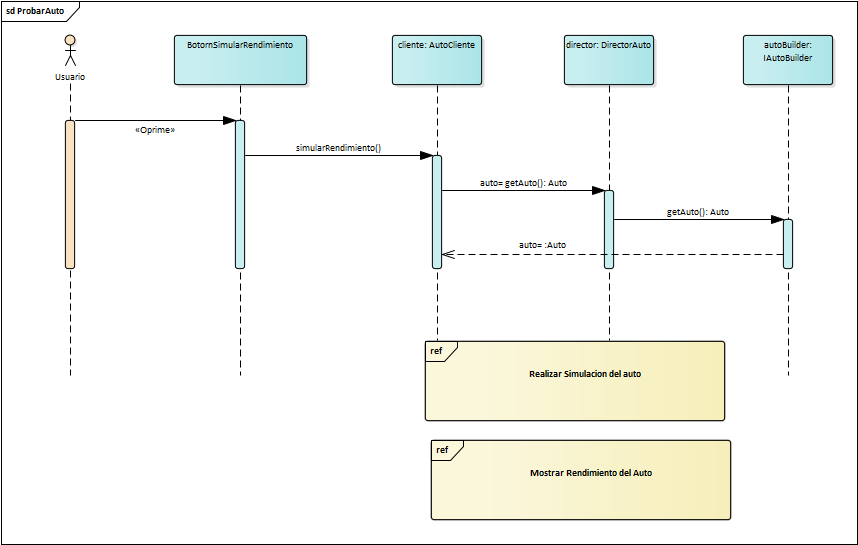 sd ProbarAuto
Usuario
BotornSimularRendimiento
cliente: AutoCliente
director: DirectorAuto
autoBuilder:
IAutoBuilder
«Oprime»
simularRendimiento()
auto= getAuto(): Auto
getAuto(): Auto
auto= :Auto
ref
Realizar Simulacion del auto
ref
Mostrar Rendimiento del Auto